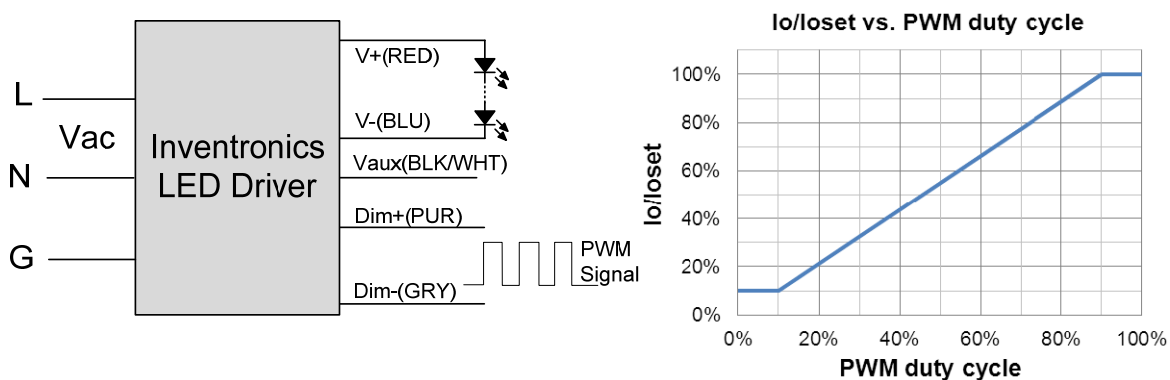 L
Vac
N
G
Inventronics
LED Driver
V+(RED)
V-(BLU)
Vaux(BLK/WHT)
Dim+(PUR)
Dim-(GRY)
PWM
Signal
Io/Ioset vs. PWM duty cycle
Io/Ioset
100%
80%
60%
40%
20%
0%
0% 20% 40% 60% 80% 100%
PWM duty cycle